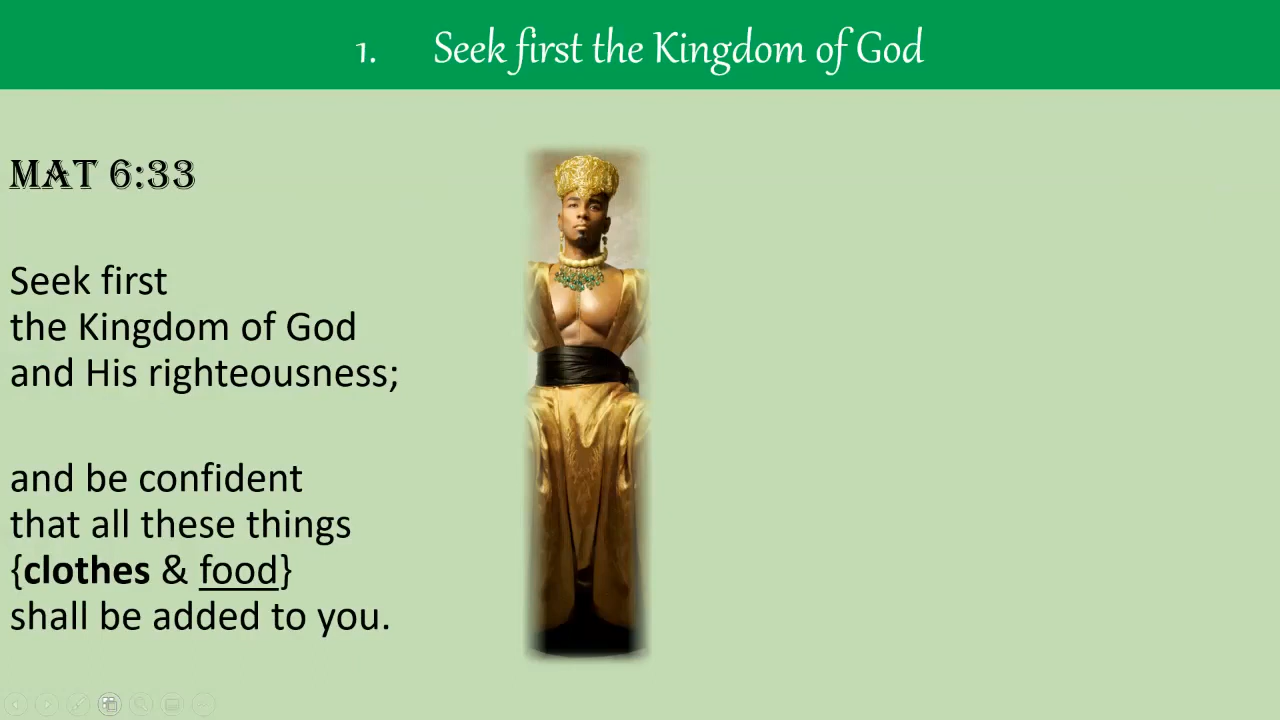 1. Seek first the Kingdom of God
MAT 6:33
Seek first
the Kingdom of God
and His righteousness;
and be confident
that all these things
{clothes & food}
shall be added to you.